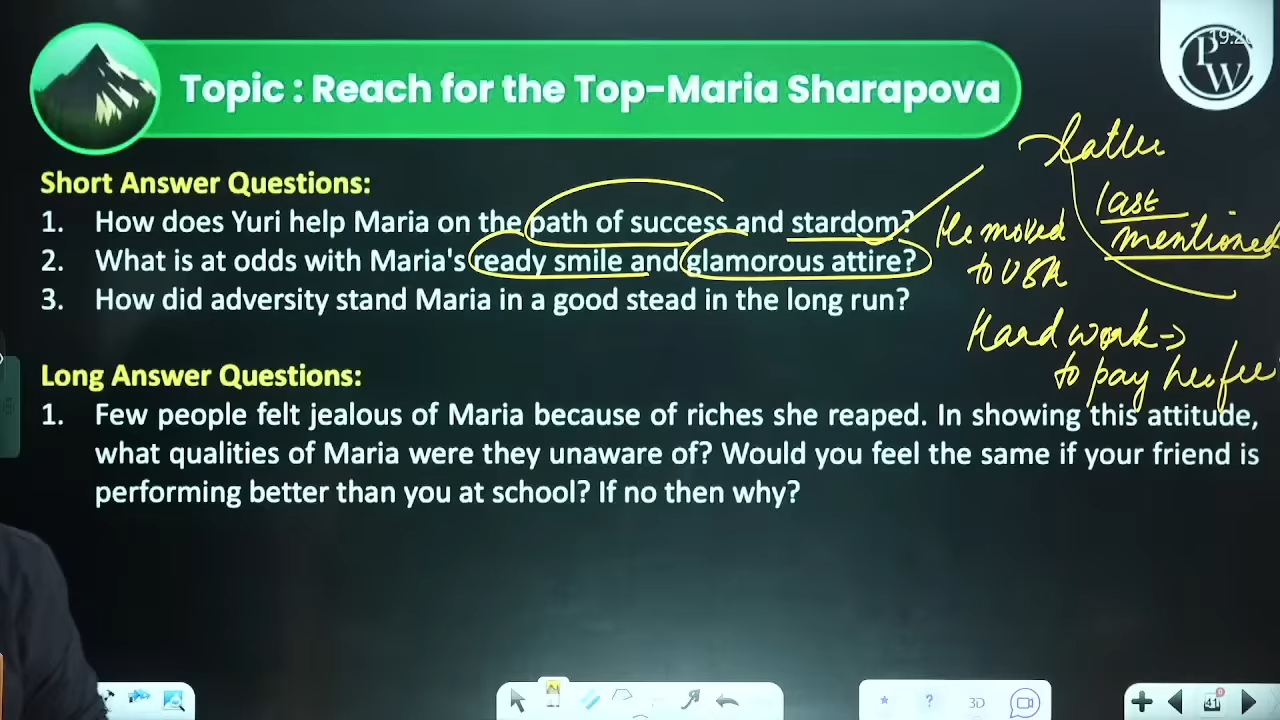 Topic : Reach for the Top-Maria Sharapova
PW
Short Answer Questions:
1. How does Yuri help Maria on the path of success and stardom?
2. What is at odds with Maria's ready smile and glamorous attire?
3. How did adversity stand Maria in a good stead in the long run?
Father
last
mentioned
He moved
to USA
Hard work →
to pay her fee
Long Answer Questions:
1. Few people felt jealous of Maria because of riches she reaped. In showing this attitude,
what qualities of Maria were they unaware of? Would you feel the same if your friend is
performing better than you at school? If no then why?
3D
41